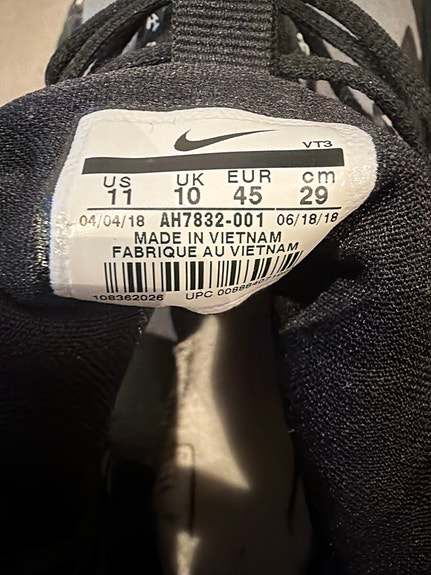 VT3
US UK EUR cm
11 10 45 29
04/04/18 AH7832-001 06/18/18
MADE IN VIETNAM
FABRIQUE AU VIETNAM
108362026 UPC